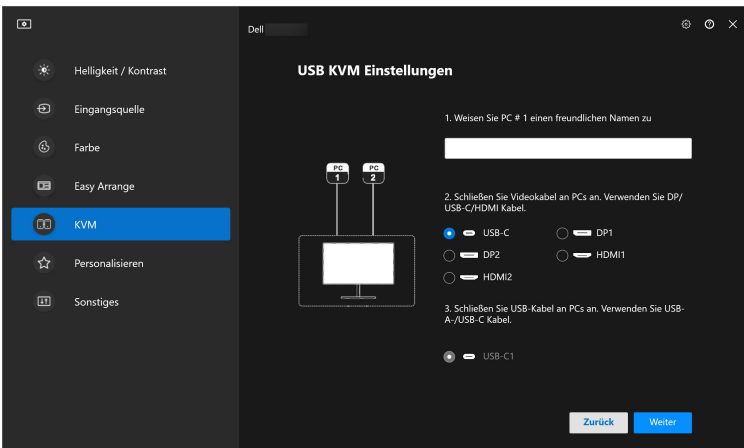 Dell
Helligkeit / Kontrast
Eingangsquelle
Farbe
Easy Arrange
KVM
Personalisieren
Sonstiges
USB KVM Einstellungen
PC
1
PC
2
1. Weisen Sie PC # 1 einen freundlichen Namen zu
2. Schließen Sie Videokabel an PCs an. Verwenden Sie DP/
USB-C/HDMI Kabel.
USB-C
DP1
DP2
HDMI1
HDMI2
3. Schließen Sie USB-Kabel an PCs an. Verwenden Sie USB-
A-/USB-C Kabel.
USB-C1
Zurück
Weiter